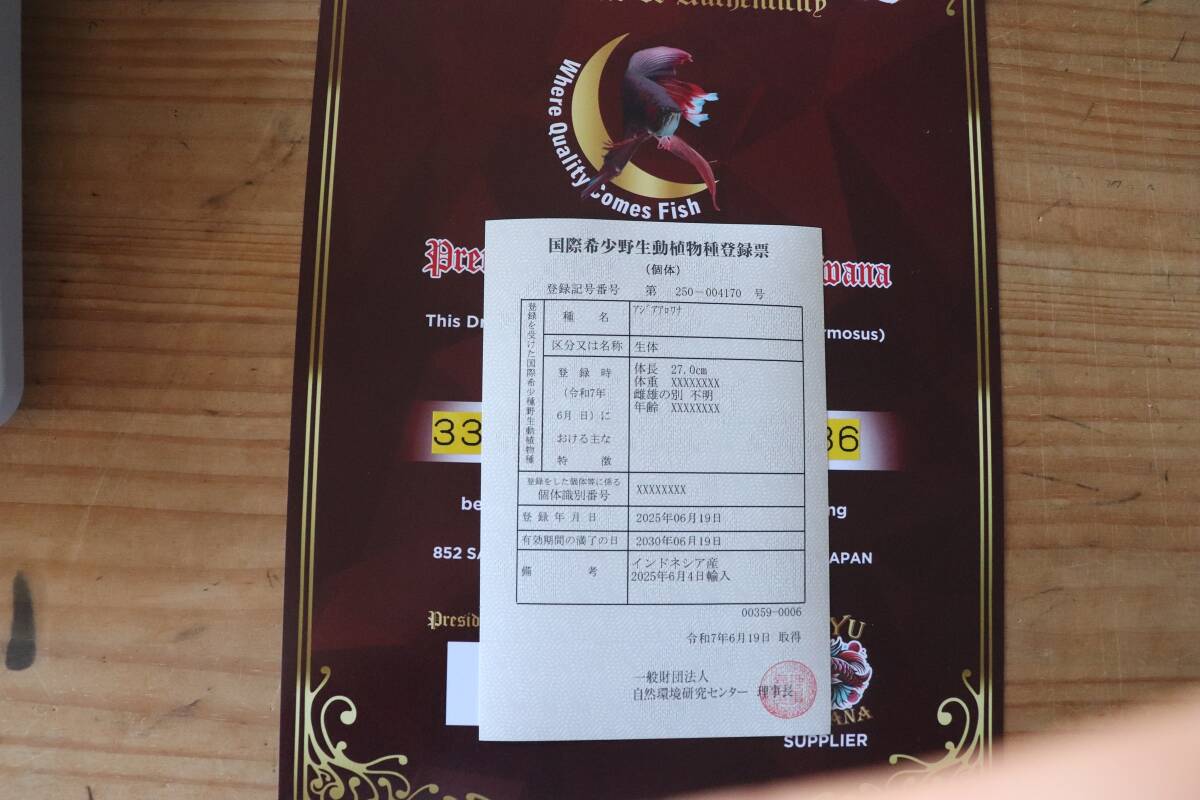 & Authenticity
Where Quality Comes Fish
国際希少野生動植物種登録票
(個体)
登録記号番号 第 250-004170 号
登録を受けた国際希少種野生動植物種
種 名 アジアアロワナ
区分又は名称 生体
登録時
(令和7年
6月 日)に
おける主な
特徴
体長 27.0cm
体重 XXXXXXXX
雌雄の別 不明
年齢 XXXXXXXX
登録をした個体等に係る
個体識別番号 XXXXXXXX
登録年月日 2025年06月19日
有効期間の満了の日 2030年06月19日
備考 インドネシア産
2025年6月4日輸入
00359-0006
令和7年6月19日 取得
一般財団法人
自然環境研究センター 理事長
This
33
36
852
APAN
SUPPLIER